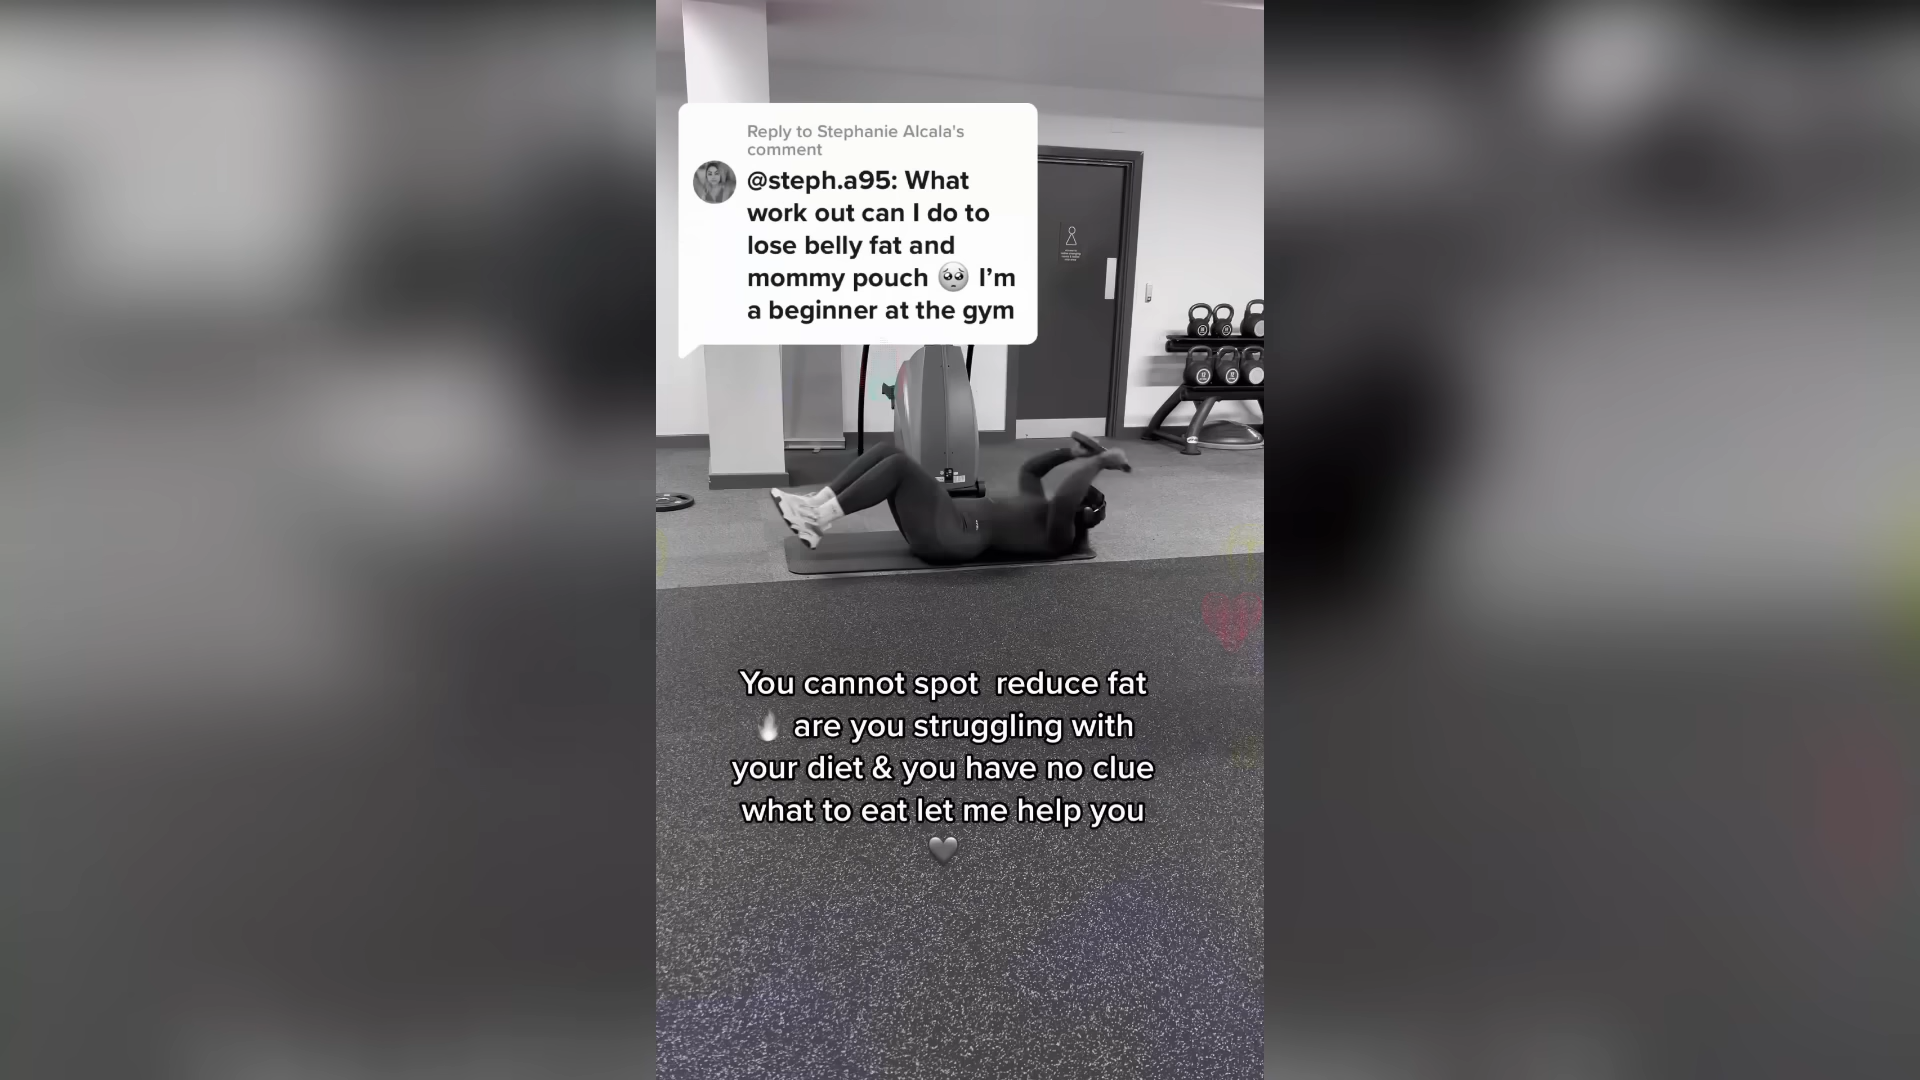 Reply to Stephanie Alcala's
comment
@steph.a95: What
work out can I do to
lose belly fat and
mommy pouch 🥺 I’m
a beginner at the gym
You cannot spot  reduce fat
🔥 are you struggling with
your diet & you have no clue
what to eat let me help you
🖤